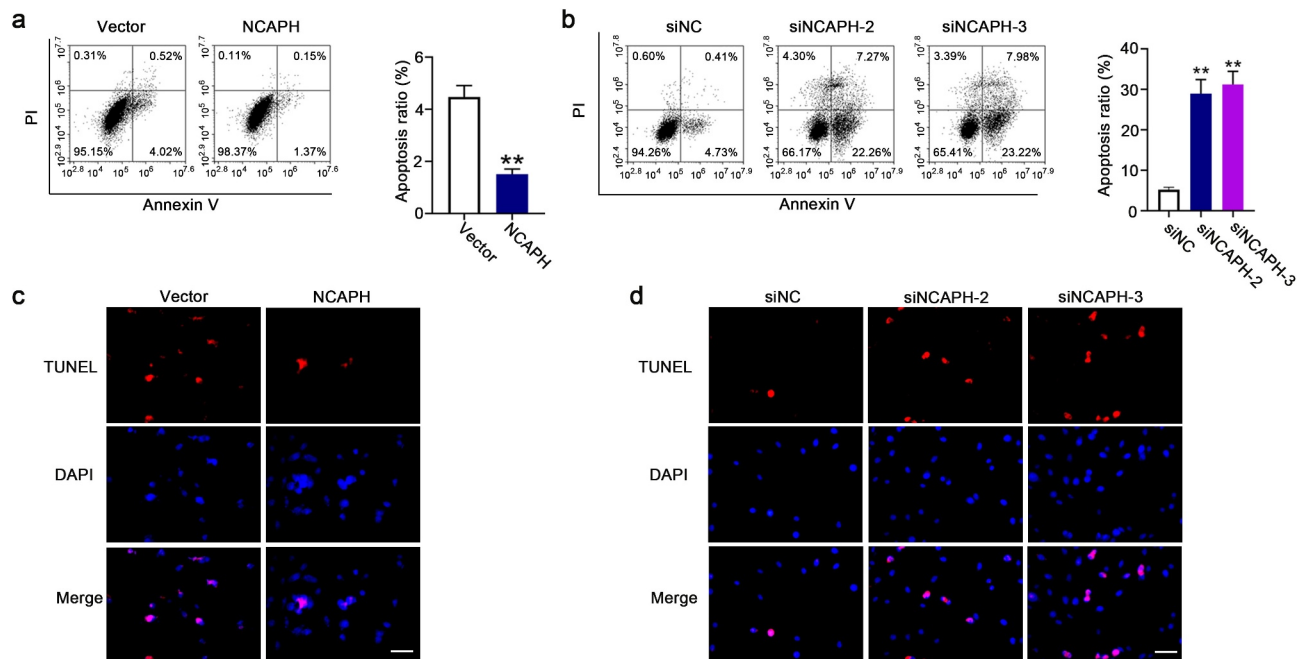 a
Vector
NCAPH
PI
10^7.7
10^6
10^5
10^4
10^2.9
0.31%
0.52%
95.15%
4.02%
10^2.8
10^4
10^5
10^6
10^7.6
10^7.8
10^6
10^5
10^4
10^2.9
0.11%
0.15%
98.37%
1.37%
10^2.8
10^4
10^5
10^6
10^7.6
Annexin V
Apoptosis ratio (%)
6
4
2
0
**
Vector
NCAPH
b
siNC
siNCAPH-2
siNCAPH-3
PI
10^7.8
10^6
10^5
10^4
10^2.4
0.60%
0.41%
94.26%
4.73%
10^2.8
10^4
10^5
10^6
10^7.9
10^7.8
10^6
10^5
10^4
10^2.4
4.30%
7.27%
66.17%
22.26%
10^2.8
10^4
10^5
10^6
10^7.9
10^7.8
10^6
10^5
10^4
10^2.4
3.39%
7.98%
65.41%
23.22%
10^2.8
10^4
10^5
10^6
10^7.9
Annexin V
Apoptosis ratio (%)
40
30
20
10
0
**
**
siNC
siNCAPH-2
siNCAPH-3
c
Vector
NCAPH
TUNEL
DAPI
Merge
d
siNC
siNCAPH-2
siNCAPH-3
TUNEL
DAPI
Merge